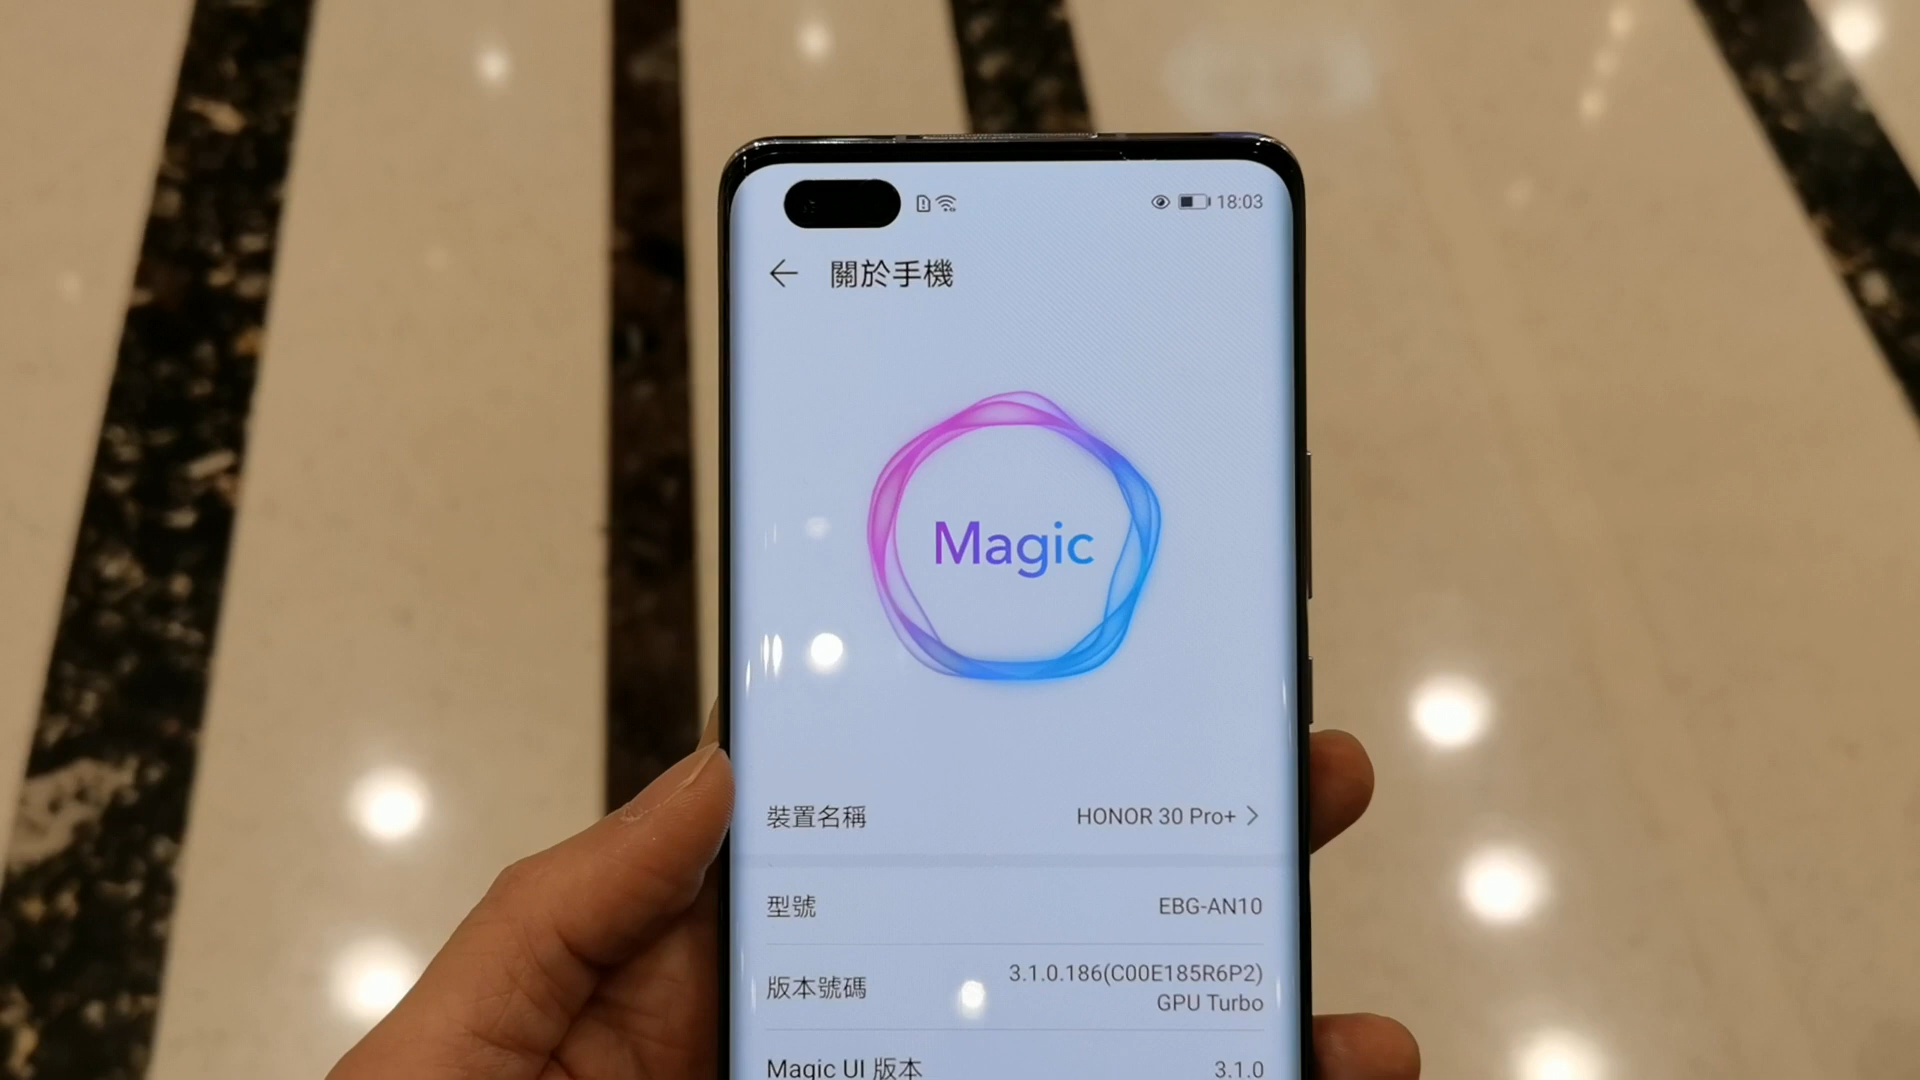 18:03
關於手機
Magic
裝置名稱 HONOR 30 Pro+
型號 EBG-AN10
版本號碼 3.1.0.186(C00E185R6P2)
GPU Turbo
Magic UI 版本 3.1.0